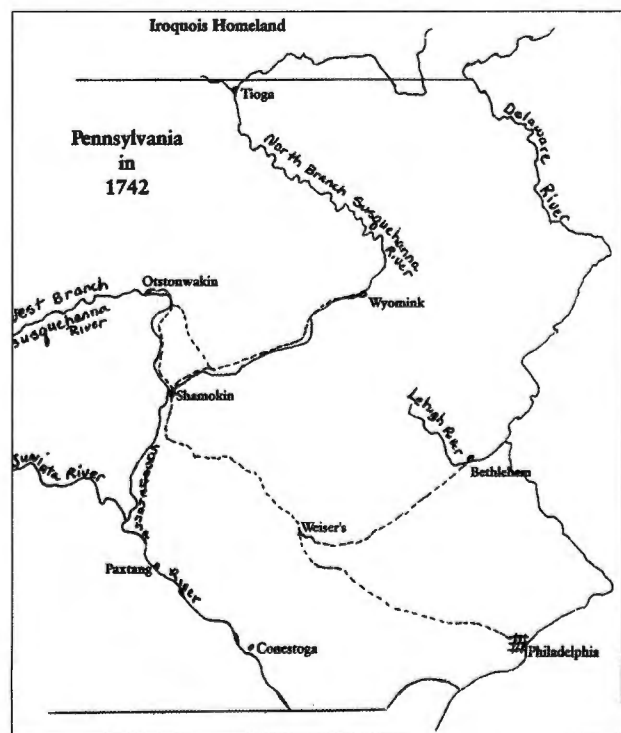 Iroquois Homeland
Tioga
Pennsylvania
in
1742
Delaware
River
North Branch Susquehanna
River
Otstonwakin
West Branch
Susquehanna
River
Wyomink
Shamokin
Lehigh River
Bethlehem
Juniata River
Susquehanna
River
Weiser's
Paxtang
Conestoga
Philadelphia